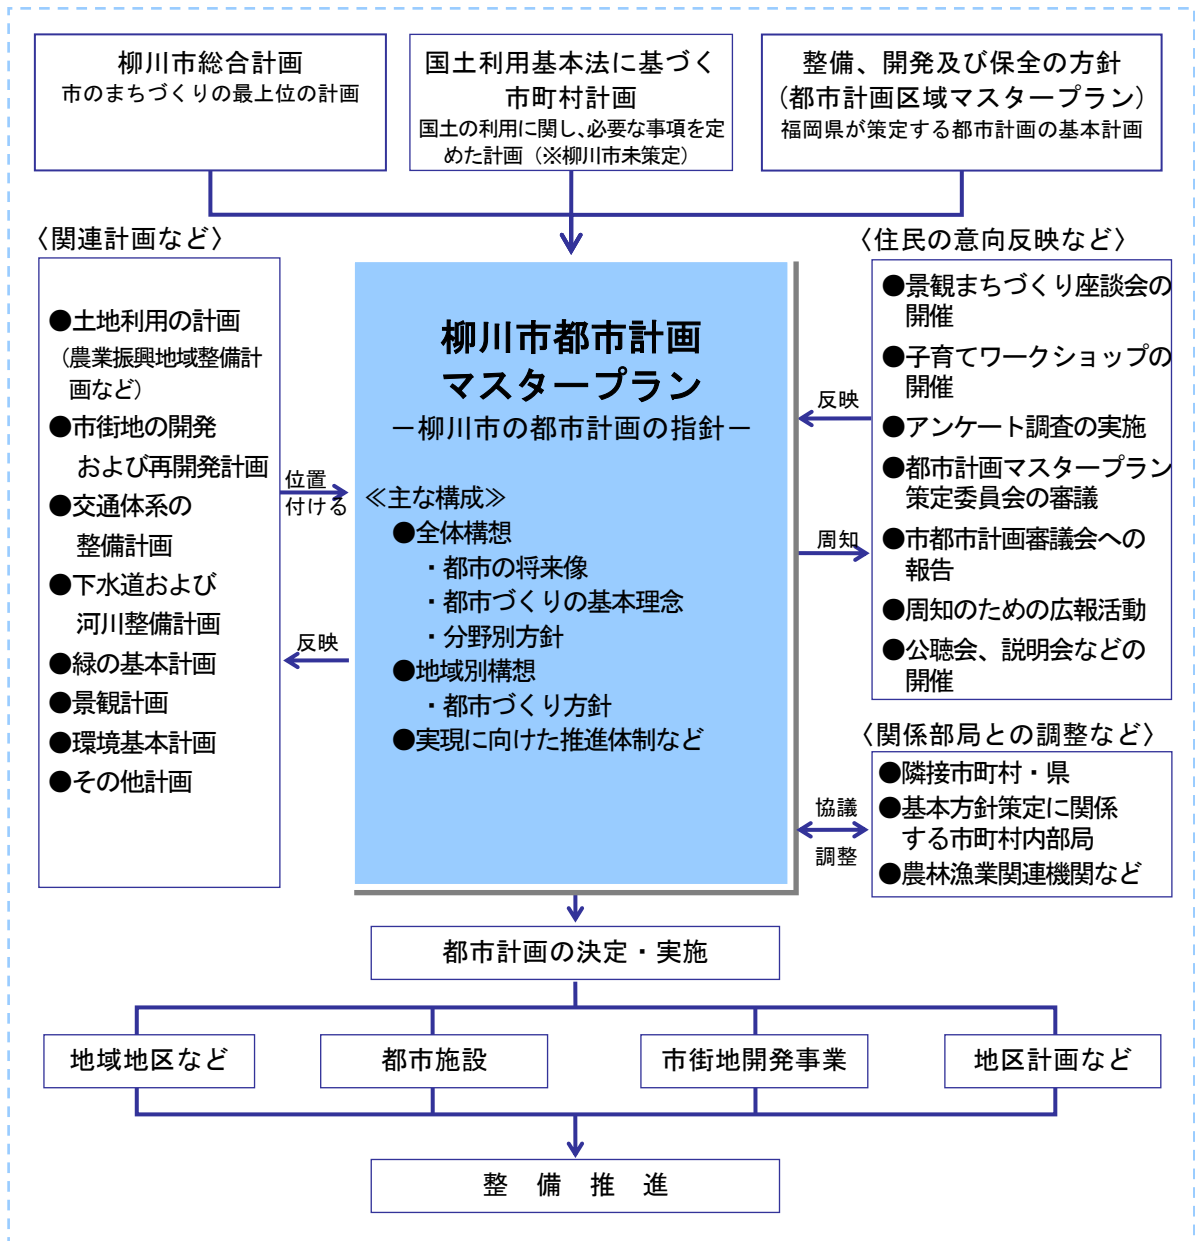 柳川市総合計画
市のまちづくりの最上位の計画
国土利用基本法に基づく
市町村計画
国土の利用に関し、必要な事項を定
めた計画（※柳川市未策定）
整備、開発及び保全の方針
（都市計画区域マスタープラン）
福岡県が策定する都市計画の基本計画
〈関連計画など〉
●土地利用の計画
（農業振興地域整備計
画など）
●市街地の開発
および再開発計画
●交通体系の
整備計画
●下水道および
河川整備計画
●緑の基本計画
●景観計画
●環境基本計画
●その他計画
位置
付ける
反映
柳川市都市計画
マスタープラン
－柳川市の都市計画の指針－
≪主な構成≫
●全体構想
・都市の将来像
・都市づくりの基本理念
・分野別方針
●地域別構想
・都市づくり方針
●実現に向けた推進体制など
反映
周知
協議
調整
〈住民の意向反映など〉
●景観まちづくり座談会の
開催
●子育てワークショップの
開催
●アンケート調査の実施
●都市計画マスタープラン
策定委員会の審議
●市都市計画審議会への
報告
●周知のための広報活動
●公聴会、説明会などの
開催
〈関係部局との調整など〉
●隣接市町村・県
●基本方針策定に関係
する市町村内部局
●農林漁業関連機関など
都市計画の決定・実施
地域地区など
都市施設
市街地開発事業
地区計画など
整　備　推　進